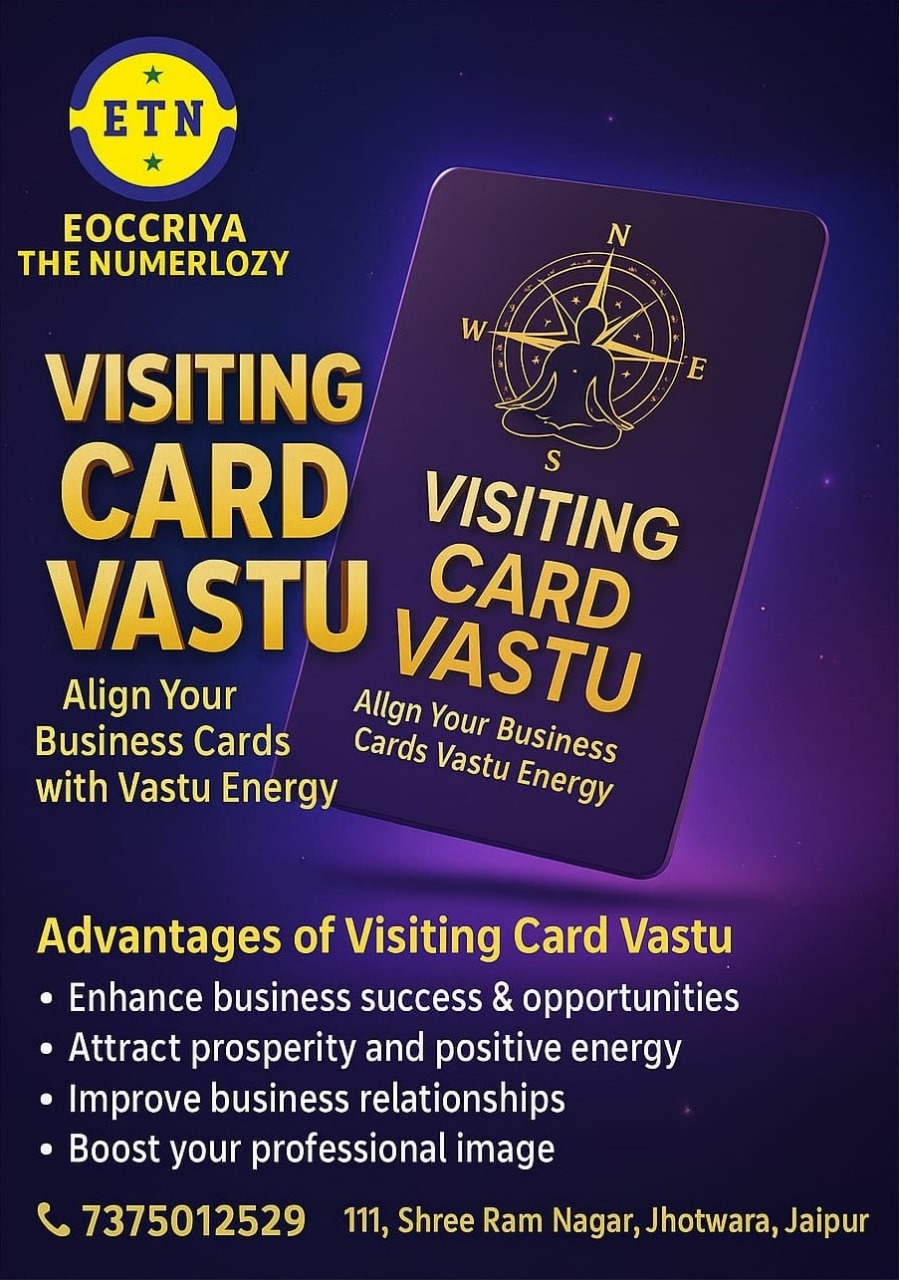 ETN
EOCCRIYA
THE NUMERLOZY
VISITING
CARD
VASTU
Align Your
Business Cards
with Vastu Energy
N
W
E
S
VISITING
CARD
VASTU
Allgn Your Business
Cards Vastu Energy
Advantages of Visiting Card Vastu
• Enhance business success & opportunities
• Attract prosperity and positive energy
• Improve business relationships
• Boost your professional image
7375012529 111, Shree Ram Nagar, Jhotwara, Jaipur